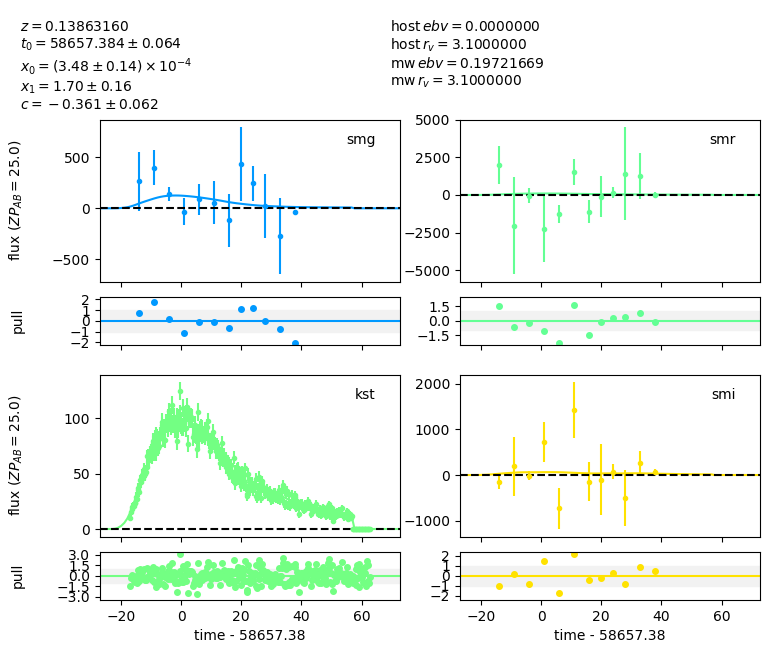 z = 0.13863160
t₀ = 58657.384 ± 0.064
x₀ = (3.48 ± 0.14) × 10⁻⁴
x₁ = 1.70 ± 0.16
c = −0.361 ± 0.062
host ebv = 0.0000000
host r_v = 3.1000000
mw ebv = 0.19721669
mw r_v = 3.1000000
flux (ZP_AB = 25.0)
500
0
−500
smg
5000
2500
0
−2500
−5000
smr
pull
2
1
0
−1
−2
1.5
0.0
−1.5
flux (ZP_AB = 25.0)
100
50
0
kst
2000
1000
0
−1000
smi
pull
3.0
1.5
0.0
−1.5
−3.0
−20 0 20 40 60
time - 58657.38
2
1
0
−1
−2
−20 0 20 40 60
time - 58657.38